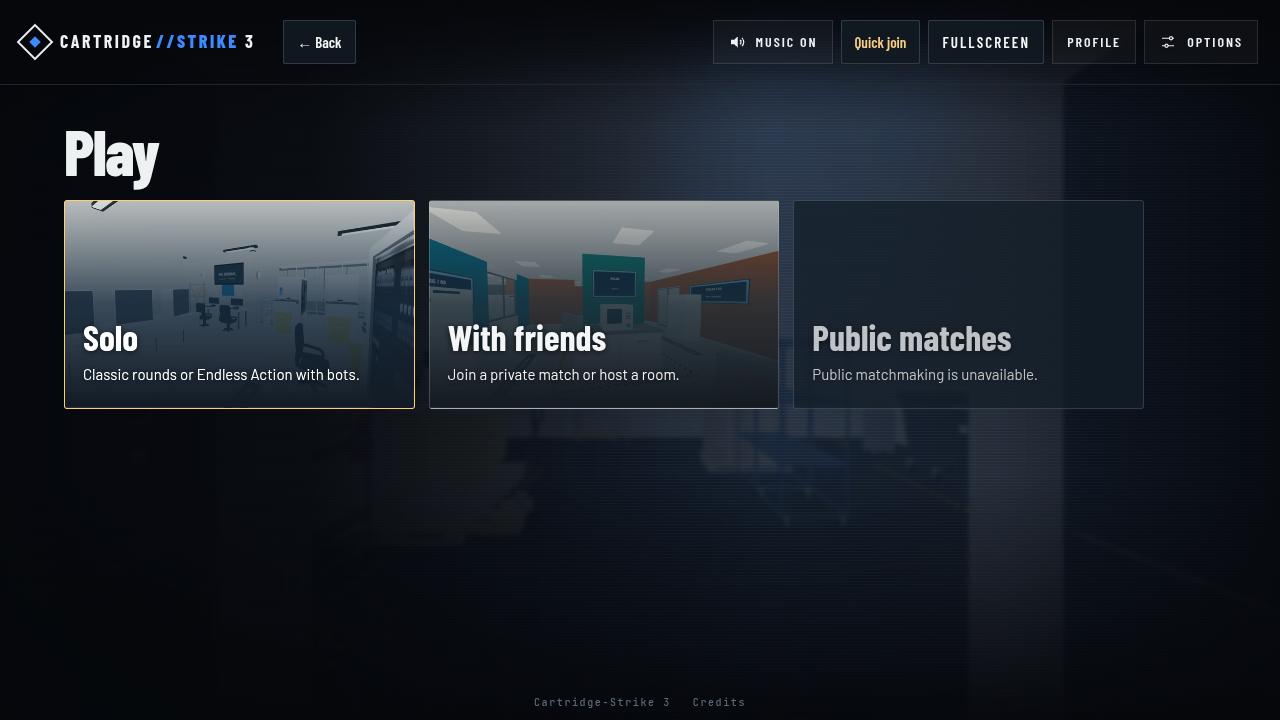 CARTRIDGE//STRIKE 3
← Back
MUSIC ON
Quick join
FULLSCREEN
PROFILE
OPTIONS
Play
Solo
Classic rounds or Endless Action with bots.
With friends
Join a private match or host a room.
Public matches
Public matchmaking is unavailable.
Cartridge-Strike 3 Credits